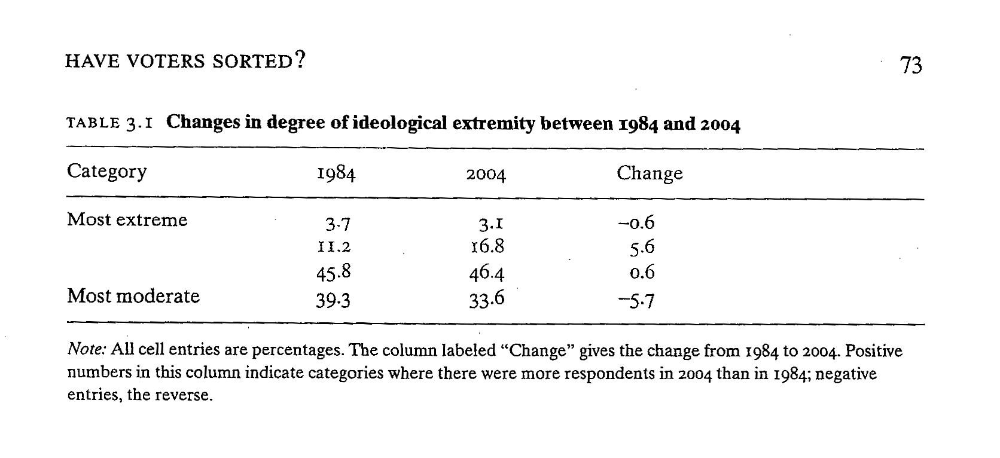 HAVE VOTERS SORTED? 73
TABLE 3.1 Changes in degree of ideological extremity between 1984 and 2004
Category 1984 2004 Change
Most extreme 3.7 3.1 −0.6
11.2 16.8 5.6
45.8 46.4 0.6
Most moderate 39.3 33.6 −5.7
Note: All cell entries are percentages. The column labeled “Change” gives the change from 1984 to 2004. Positive
numbers in this column indicate categories where there were more respondents in 2004 than in 1984; negative
entries, the reverse.